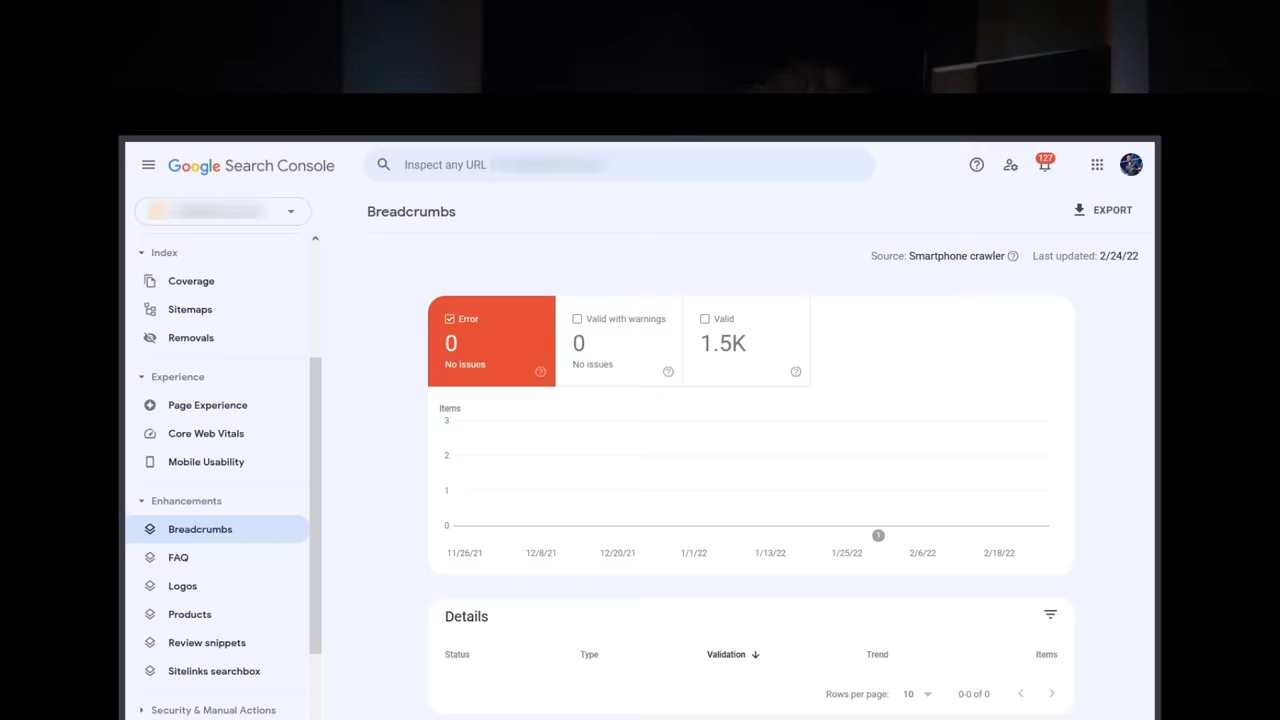 Google Search Console
Inspect any URL
127
Breadcrumbs
EXPORT
Source: Smartphone crawler
Last updated: 2/24/22
Index
Coverage
Sitemaps
Removals
Experience
Page Experience
Core Web Vitals
Mobile Usability
Enhancements
Breadcrumbs
FAQ
Logos
Products
Review snippets
Sitelinks searchbox
Security & Manual Actions
Error
0
No issues
Valid with warnings
0
No issues
Valid
1.5K
Items
3
2
1
0
1
11/26/21 12/8/21 12/20/21 1/1/22 1/13/22 1/25/22 2/6/22 2/18/22
Details
Status Type Validation Trend Items
Rows per page: 10 0-0 of 0